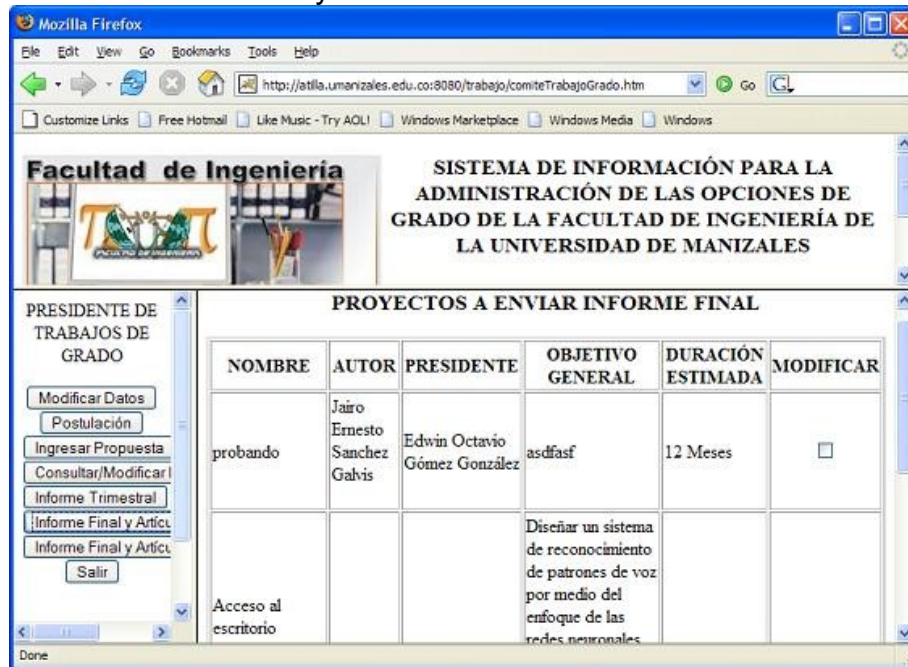 Mozilla Firefox
File Edit View Go Bookmarks Tools Help
http://atilla.umanizales.edu.co:8080/trabajo/comiteTrabajoGrado.htm Go G
Customize Links Free Hotmail Like Music - Try AOL! Windows Marketplace Windows Media Windows
Facultad de Ingeniería
FACULTAD DE INGENIERIA
SISTEMA DE INFORMACIÓN PARA LA
ADMINISTRACIÓN DE LAS OPCIONES DE
GRADO DE LA FACULTAD DE INGENIERÍA DE
LA UNIVERSIDAD DE MANIZALES
PRESIDENTE DE
TRABAJOS DE
GRADO
Modificar Datos
Postulación
Ingresar Propuesta
Consultar/Modificar
Informe Trimestral
Informe Final y Artícu
Informe Final y Artícu
Salir
PROYECTOS A ENVIAR INFORME FINAL
NOMBRE AUTOR PRESIDENTE OBJETIVO GENERAL DURACIÓN ESTIMADA MODIFICAR
probando
Jairo
Ernesto
Sanchez
Galvis
Edwin Octavio
Gómez González
asdfasf
12 Meses
Acceso al
escritorio
Diseñar un sistema
de reconocimiento
de patrones de voz
por medio del
enfoque de las
redes neuronales
Done